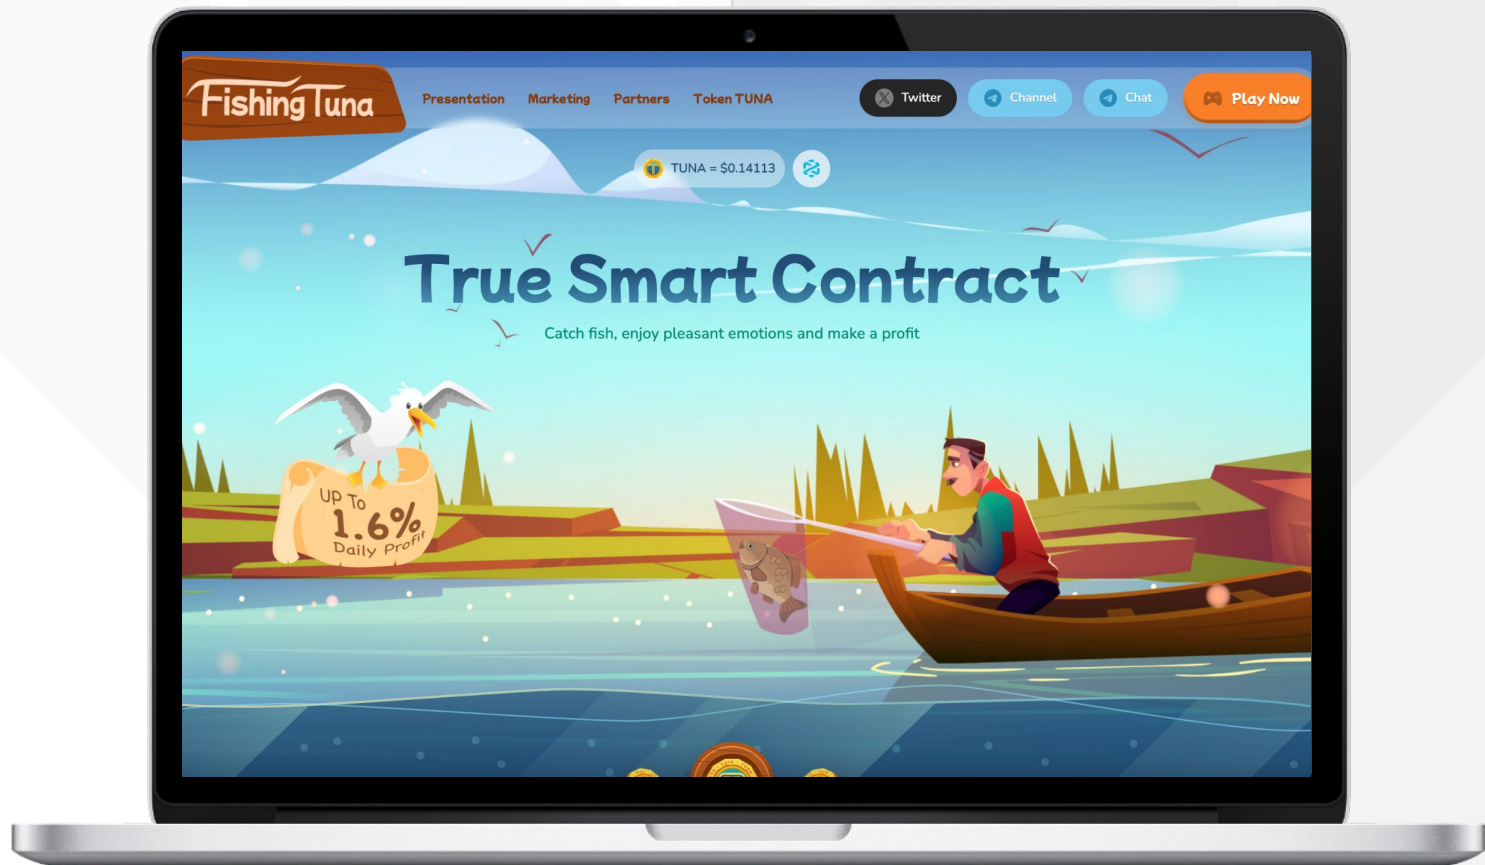 Fishing Tuna
Presentation Marketing Partners Token TUNA
Twitter Channel Chat Play Now
TUNA = $0.14113
True Smart Contract
Catch fish, enjoy pleasant emotions and make a profit
UP To
1.6%
Daily Profit